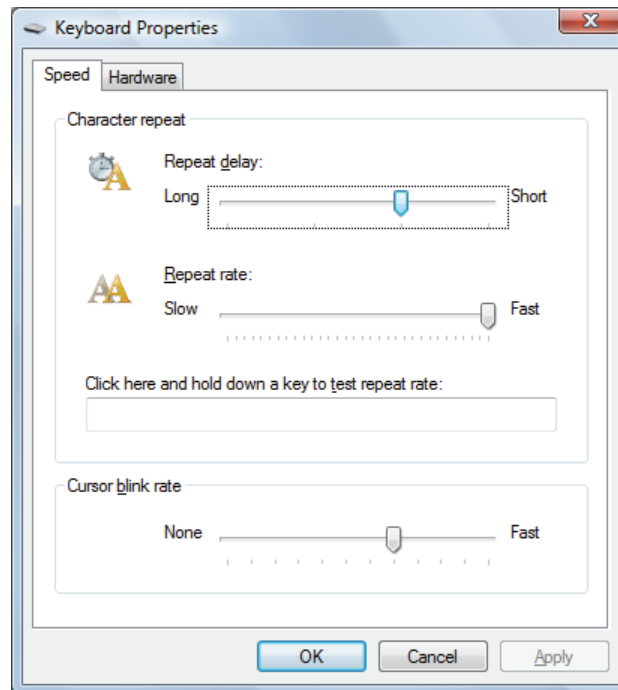 Keyboard Properties
Speed Hardware
Character repeat
Repeat delay:
Long Short
Repeat rate:
Slow Fast
Click here and hold down a key to test repeat rate:
Cursor blink rate
None Fast
OK Cancel Apply